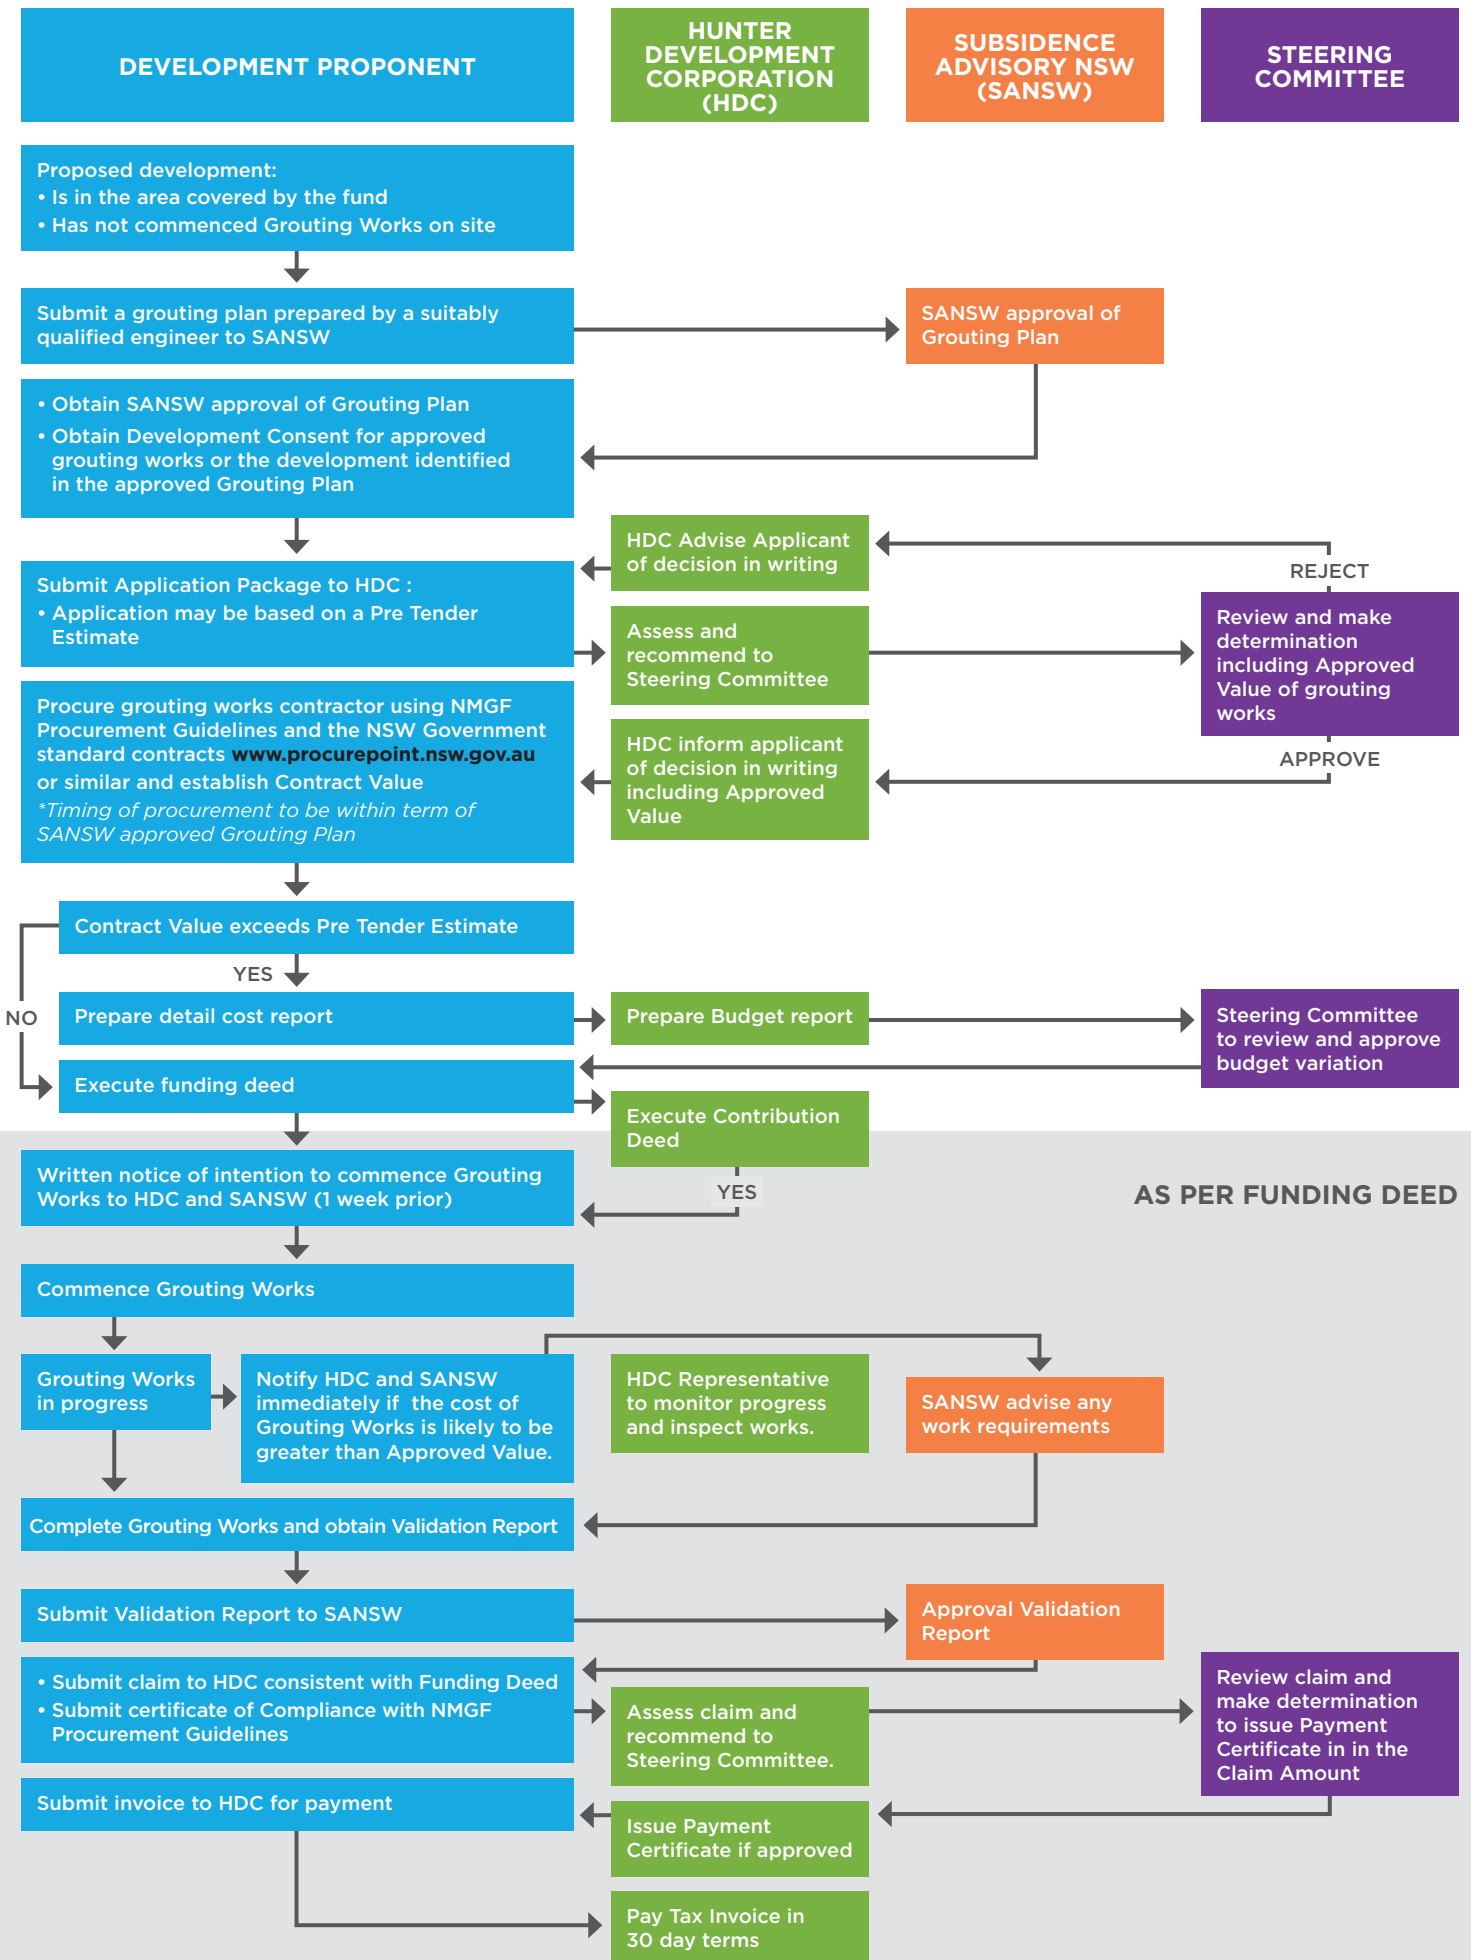 DEVELOPMENT PROPONENT
HUNTER
DEVELOPMENT
CORPORATION
(HDC)
SUBSIDENCE
ADVISORY NSW
(SANSW)
STEERING
COMMITTEE
Proposed development:
• Is in the area covered by the fund
• Has not commenced Grouting Works on site
Submit a grouting plan prepared by a suitably
qualified engineer to SANSW
SANSW approval of
Grouting Plan
• Obtain SANSW approval of Grouting Plan
• Obtain Development Consent for approved
grouting works or the development identified
in the approved Grouting Plan
HDC Advise Applicant
of decision in writing
REJECT
Submit Application Package to HDC :
• Application may be based on a Pre Tender
Estimate
Assess and
recommend to
Steering Committee
Review and make
determination
including Approved
Value of grouting
works
APPROVE
Procure grouting works contractor using NMGF
Procurement Guidelines and the NSW Government
standard contracts www.procurepoint.nsw.gov.au
or similar and establish Contract Value
*Timing of procurement to be within term of
SANSW approved Grouting Plan
HDC inform applicant
of decision in writing
including Approved
Value
Contract Value exceeds Pre Tender Estimate
YES
NO
Prepare detail cost report
Prepare Budget report
Steering Committee
to review and approve
budget variation
Execute funding deed
Execute Contribution
Deed
YES
Written notice of intention to commence Grouting
Works to HDC and SANSW (1 week prior)
AS PER FUNDING DEED
Commence Grouting Works
Grouting Works
in progress
Notify HDC and SANSW
immediately if the cost of
Grouting Works is likely to be
greater than Approved Value.
HDC Representative
to monitor progress
and inspect works.
SANSW advise any
work requirements
Complete Grouting Works and obtain Validation Report
Submit Validation Report to SANSW
Approval Validation
Report
• Submit claim to HDC consistent with Funding Deed
• Submit certificate of Compliance with NMGF
Procurement Guidelines
Assess claim and
recommend to
Steering Committee.
Review claim and
make determination
to issue Payment
Certificate in in the
Claim Amount
Submit invoice to HDC for payment
Issue Payment
Certificate if approved
Pay Tax Invoice in
30 day terms